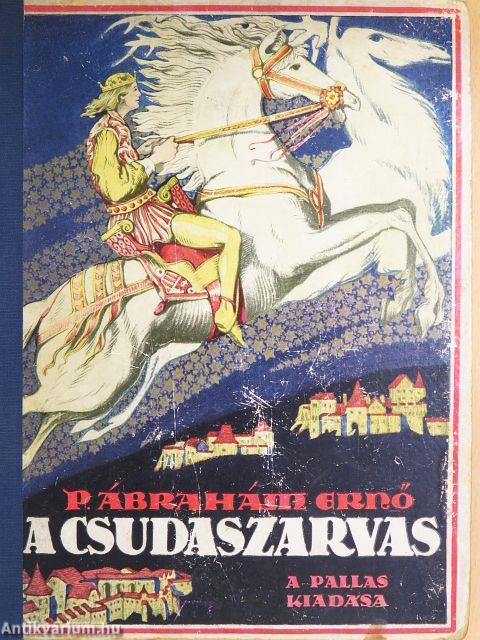 P. ÁBRAHÁM ERNŐ
A CSUDASZARVAS
A PALLAS
KIADÁSA
Antikvarium.hu